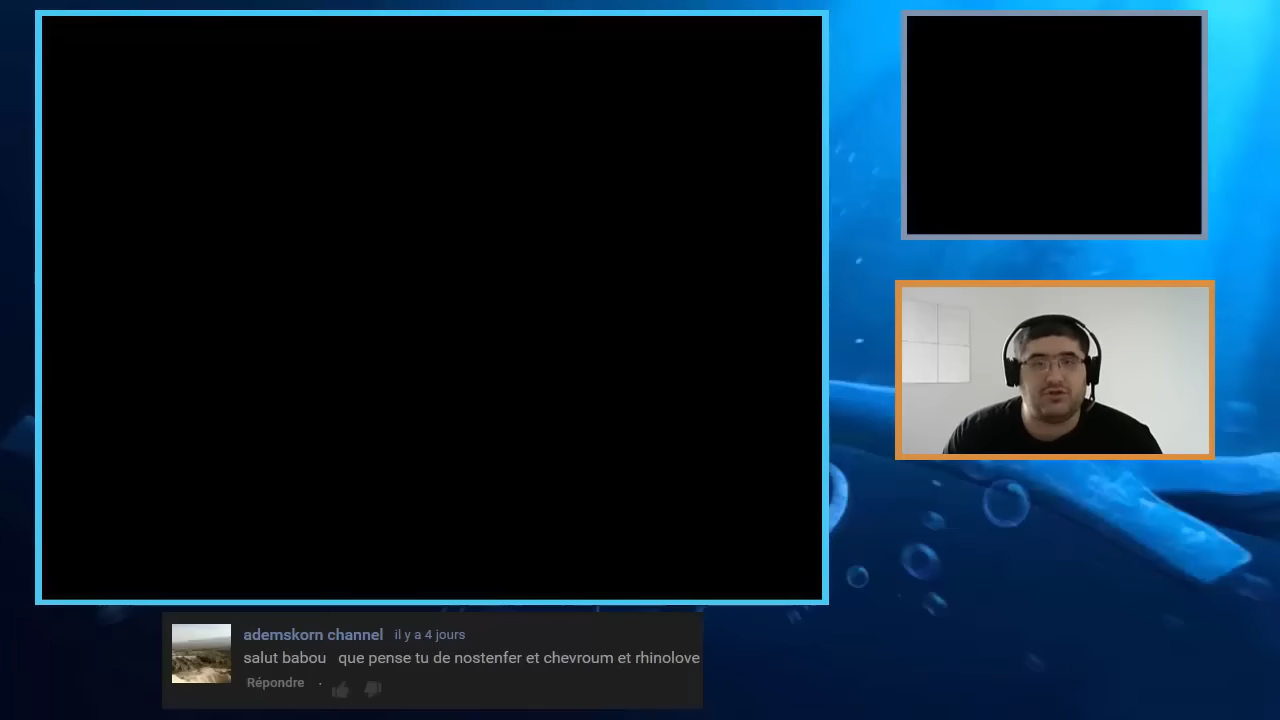 ademskorn channel il y a 4 jours
salut babou que pense tu de nostenfer et chevroum et rhinolove
Répondre ·